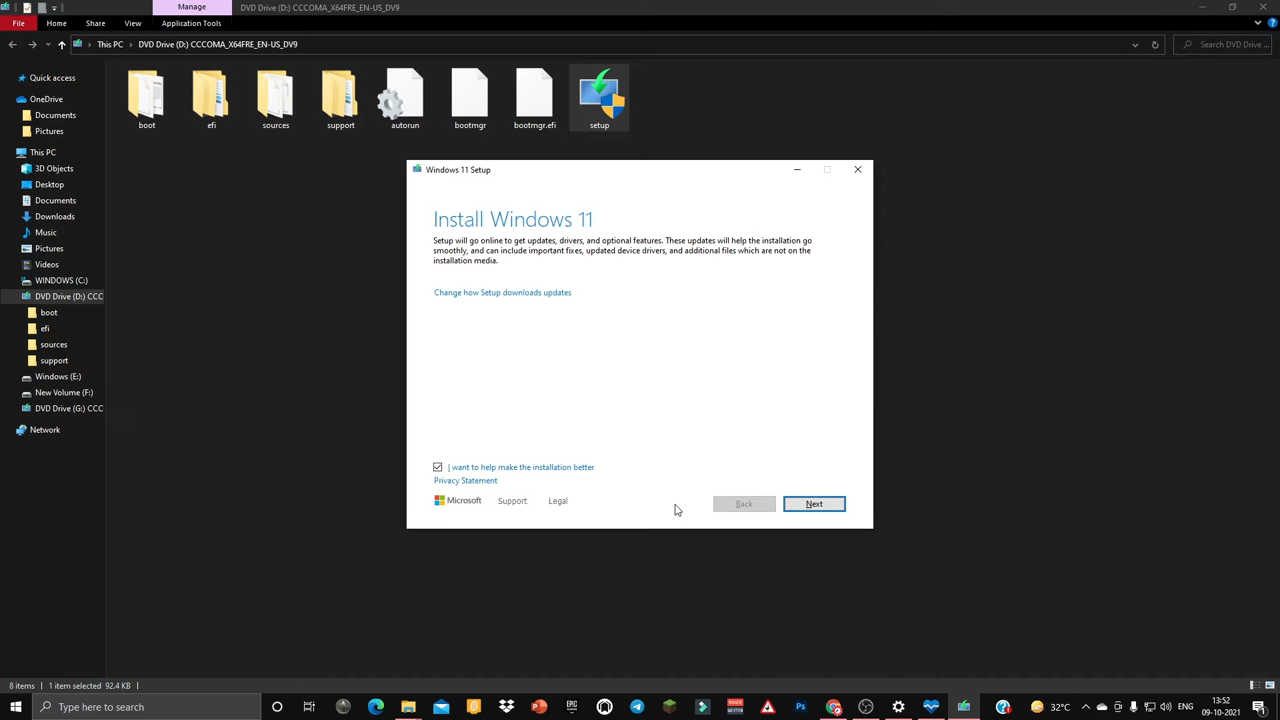 Manage
DVD Drive (D:) CCCOMA_X64FRE_EN-US_DV9
File
Home
Share
View
Application Tools
This PC
DVD Drive (D:) CCCOMA_X64FRE_EN-US_DV9
Search DVD Drive ...
Quick access
OneDrive
Documents
Pictures
This PC
3D Objects
Desktop
Documents
Downloads
Music
Pictures
Videos
WINDOWS (C:)
DVD Drive (D:) CCC
boot
efi
sources
support
Windows (E:)
New Volume (F:)
DVD Drive (G:) CCC
Network
boot
efi
sources
support
autorun
bootmgr
bootmgr.efi
setup
Windows 11 Setup
Install Windows 11
Setup will go online to get updates, drivers, and optional features. These updates will help the installation go
smoothly, and can include important fixes, updated device drivers, and additional files which are not on the
installation media.
Change how Setup downloads updates
I want to help make the installation better
Privacy Statement
Microsoft
Support
Legal
Back
Next
8 items
1 item selected 92.4 KB
Type here to search
EPIC
Ps
32°C
ENG
13:52
09-10-2021